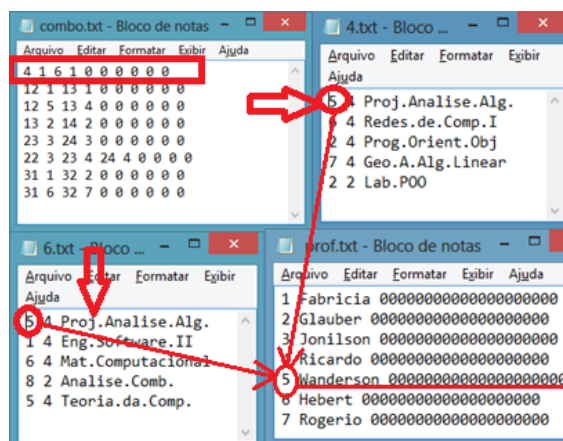 combo.txt - Bloco de notas
Arquivo Editar Formatar Exibir Ajuda
4 1 6 1 0 0 0 0 0 0
12 1 13 1 0 0 0 0 0 0
12 5 13 4 0 0 0 0 0 0
13 2 14 2 0 0 0 0 0 0
23 3 24 3 0 0 0 0 0 0
22 3 23 4 24 4 0 0 0 0
31 1 32 2 0 0 0 0 0 0
31 6 32 7 0 0 0 0 0 0
4.txt - Bloco ...
Arquivo Editar Formatar Exibir
Ajuda
5 4 Proj.Analise.Alg.
6 4 Redes.de.Comp.I
2 4 Prog.Orient.Obj
7 4 Geo.A.Alg.Linear
2 2 Lab.POO
6.txt - Bloco ...
Arquivo Editar Formatar Exibir
Ajuda
5 4 Proj.Analise.Alg.
1 4 Eng.Software.II
6 4 Mat.Computacional
8 2 Analise.Comb.
5 4 Teoria.da.Comp.
prof.txt - Bloco de notas
Arquivo Editar Formatar Exibir Ajuda
1 Fabricia 00000000000000000000
2 Glauber 00000000000000000000
3 Jonilson 00000000000000000000
Ricardo 00000000000000000000
5 Wanderson 00000000000000000000
6 Hebert 00000000000000000000
7 Rogerio 00000000000000000000